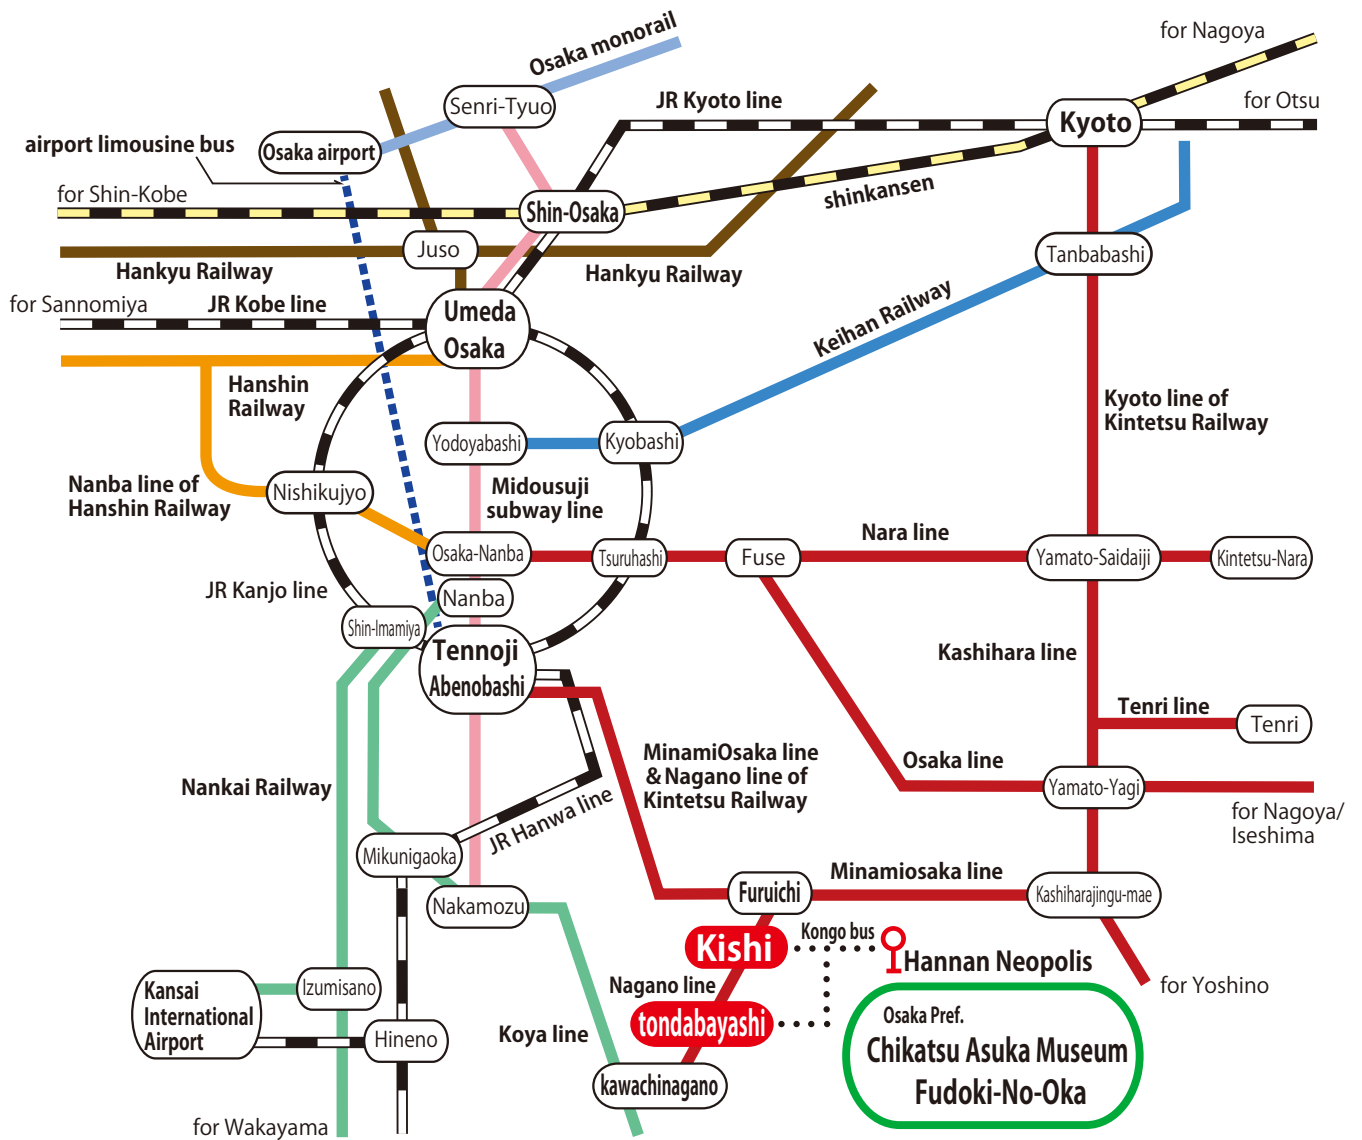 for Nagoya
Osaka monorail
Senri-Tyuo
JR Kyoto line
for Otsu
Kyoto
airport limousine bus
Osaka airport
for Shin-Kobe
Shin-Osaka
shinkansen
Juso
Tanbabashi
Hankyu Railway
Hankyu Railway
for Sannomiya
JR Kobe line
Umeda
Osaka
Keihan Railway
Hanshin
Railway
Kyoto line of
Kintetsu Railway
Yodoyabashi
Kyobashi
Nanba line of
Hanshin Railway
Nishikujyo
Midousuji
subway line
Nara line
Osaka-Nanba
Tsuruhashi
Fuse
Yamato-Saidaiji
Kintetsu-Nara
JR Kanjo line
Nanba
Shin-Imamiya
Tennoji
Abenobashi
Kashihara line
Tenri line
Tenri
MinamiOsaka line
& Nagano line of
Kintetsu Railway
Osaka line
Nankai Railway
Yamato-Yagi
for Nagoya/
Iseshima
JR Hanwa line
Mikunigaoka
Minamiosaka line
Furuichi
Kashiharajingu-mae
Nakamozu
Kongo bus
Kishi
Hannan Neopolis
Nagano line
for Yoshino
Kansai
International
Airport
Izumisano
tondabayashi
Osaka Pref.
Chikatsu Asuka Museum
Fudoki-No-Oka
Hineno
Koya line
kawachinagano
for Wakayama